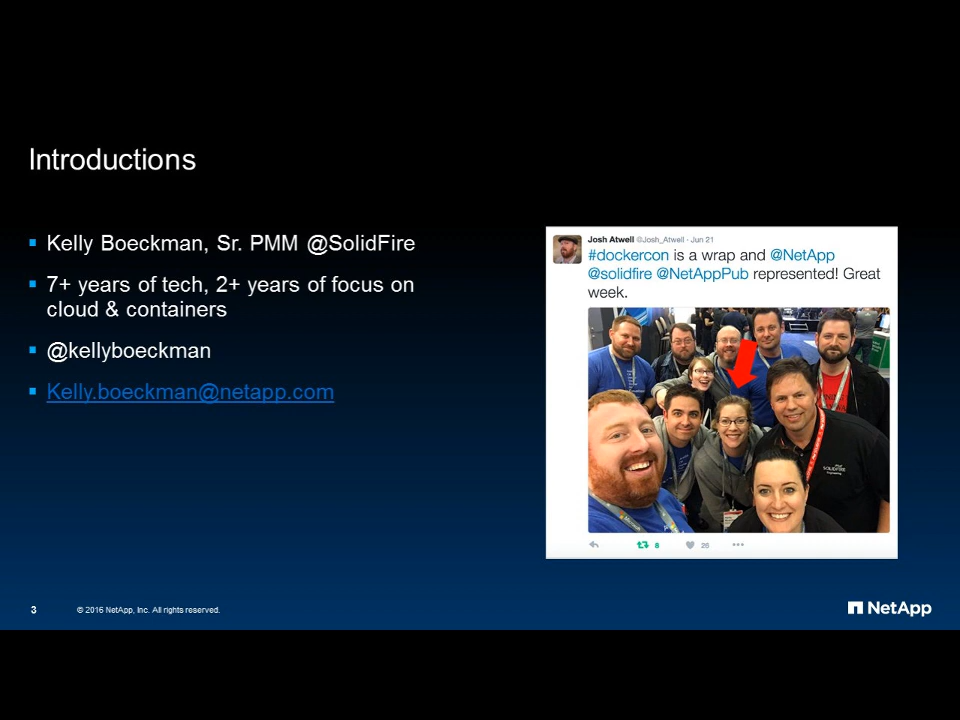 Introductions
Kelly Boeckman, Sr. PMM @SolidFire
7+ years of tech, 2+ years of focus on
cloud & containers
@kellyboeckman
Kelly.boeckman@netapp.com
Josh Atwell @Josh_Atwell · Jun 21
#dockercon is a wrap and @NetApp
@solidfire @NetAppPub represented! Great
week.
SOLIDFIRE
8 26
3 © 2016 NetApp, Inc. All rights reserved.
NetApp